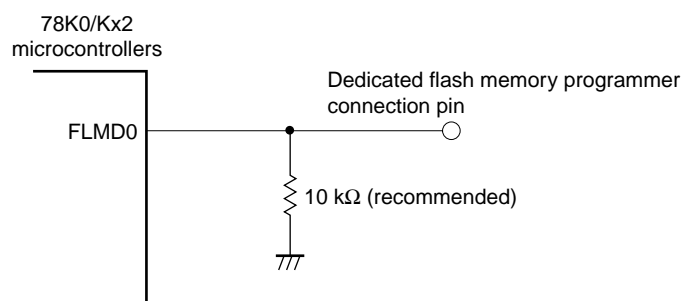 78K0/Kx2
microcontrollers
Dedicated flash memory programmer
connection pin
FLMD0
10 kΩ (recommended)